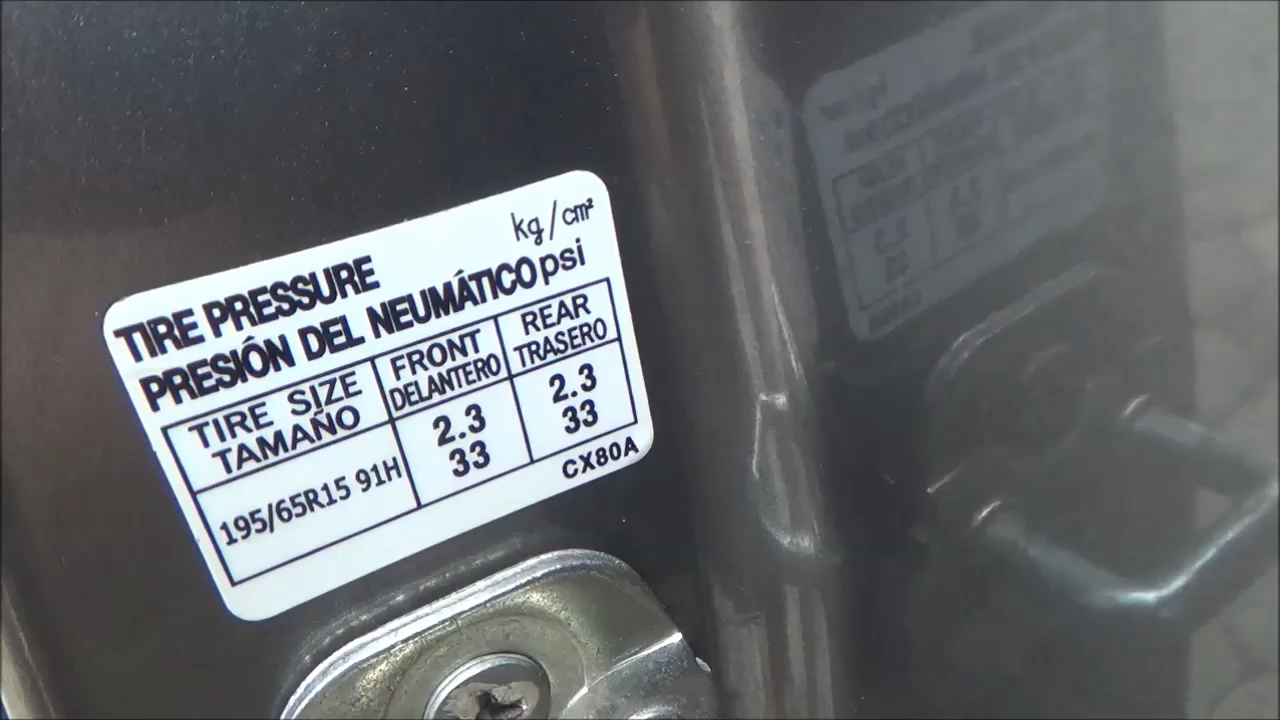 kg/cm²
TIRE PRESSURE
PRESIÓN DEL NEUMÁTICO psi
TIRE SIZE
TAMAÑO
FRONT
DELANTERO
REAR
TRASERO
195/65R15 91H
2.3
33
2.3
33
CX80A